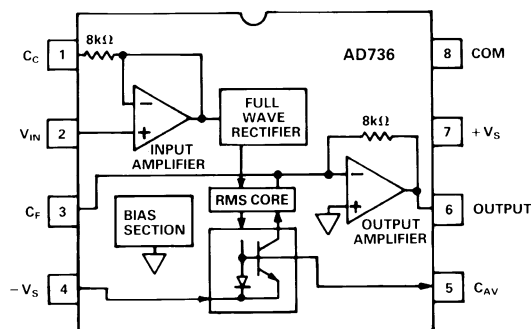 AD736
C_C 1 8kΩ
8 COM
FULL
WAVE
RECTIFIER
8kΩ
V_IN 2
INPUT
AMPLIFIER
7 +V_S
C_F 3
RMS CORE
BIAS
SECTION
OUTPUT
AMPLIFIER
6 OUTPUT
−V_S 4
5 C_AV
− +
− +